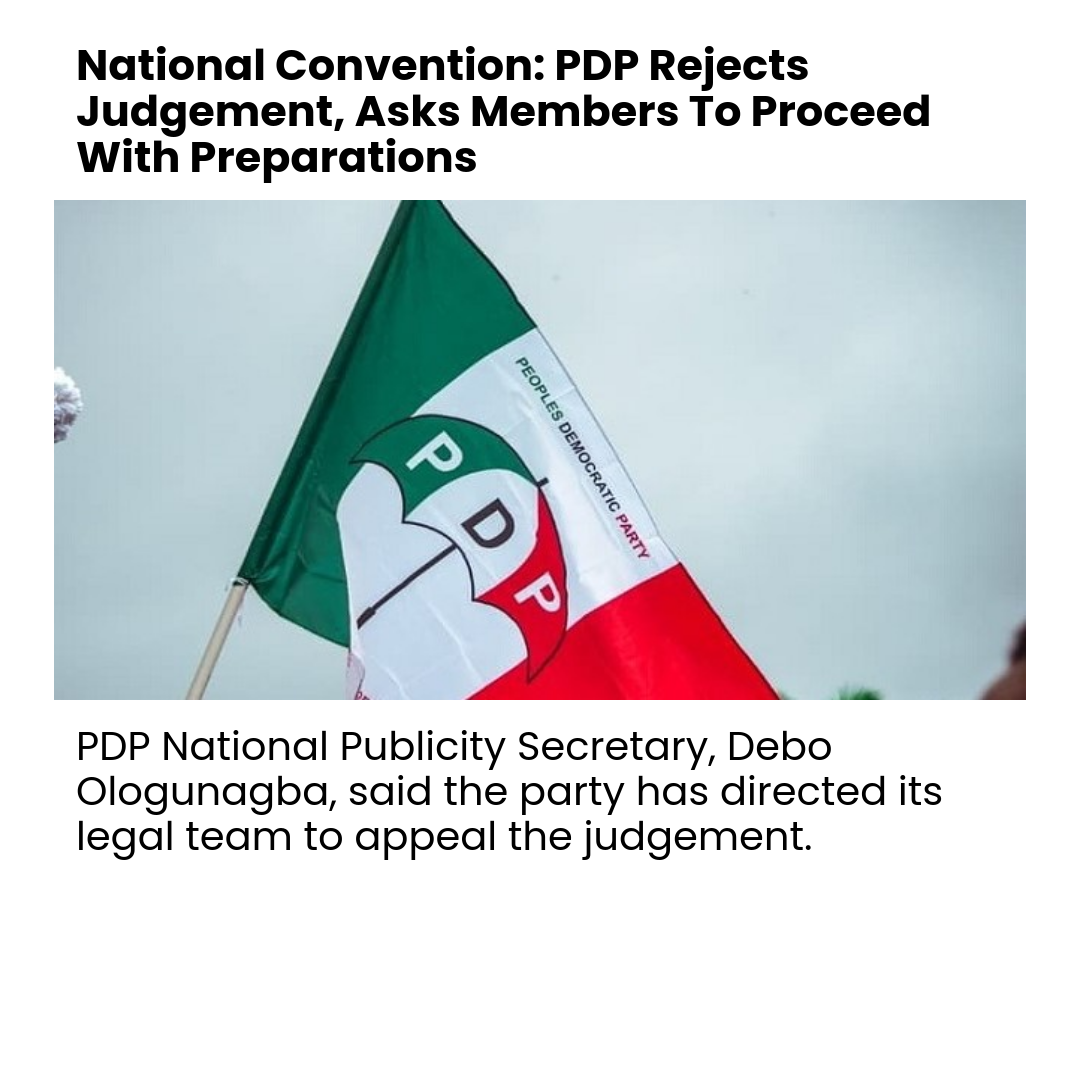 National Convention: PDP Rejects
Judgement, Asks Members To Proceed
With Preparations
PEOPLES DEMOCRATIC PARTY
P
D
P
PDP National Publicity Secretary, Debo
Ologunagba, said the party has directed its
legal team to appeal the judgement.